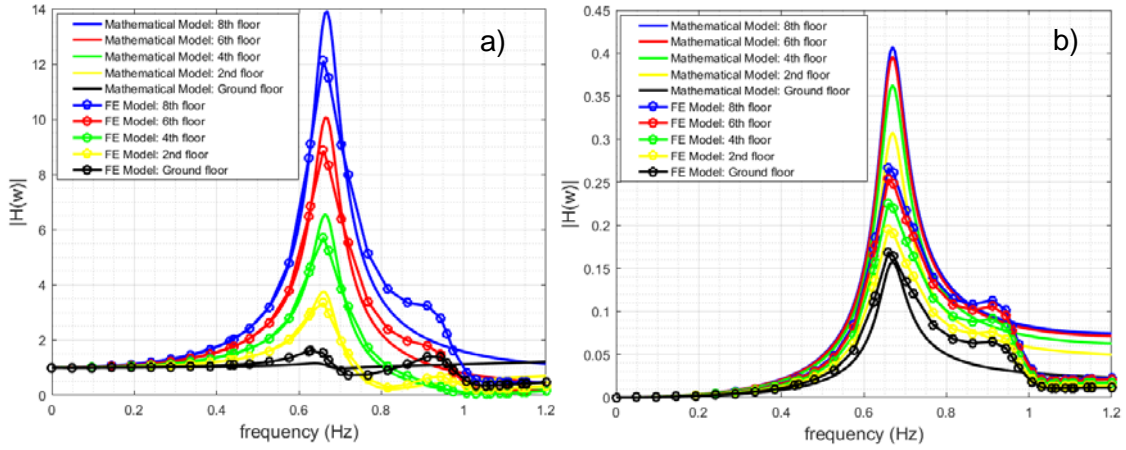 14
12
10
8
6
4
2
0
|H(w)|
Mathematical Model: 8th floor
Mathematical Model: 6th floor
Mathematical Model: 4th floor
Mathematical Model: 2nd floor
Mathematical Model: Ground floor
FE Model: 8th floor
FE Model: 6th floor
FE Model: 4th floor
FE Model: 2nd floor
FE Model: Ground floor
a)
0 0.2 0.4 0.6 0.8 1 1.2
frequency (Hz)
0.45
0.4
0.35
0.3
0.25
0.2
0.15
0.1
0.05
0
|H(w)|
Mathematical Model: 8th floor
Mathematical Model: 6th floor
Mathematical Model: 4th floor
Mathematical Model: 2nd floor
Mathematical Model: Ground floor
FE Model: 8th floor
FE Model: 6th floor
FE Model: 4th floor
FE Model: 2nd floor
FE Model: Ground floor
b)
0 0.2 0.4 0.6 0.8 1 1.2
frequency (Hz)